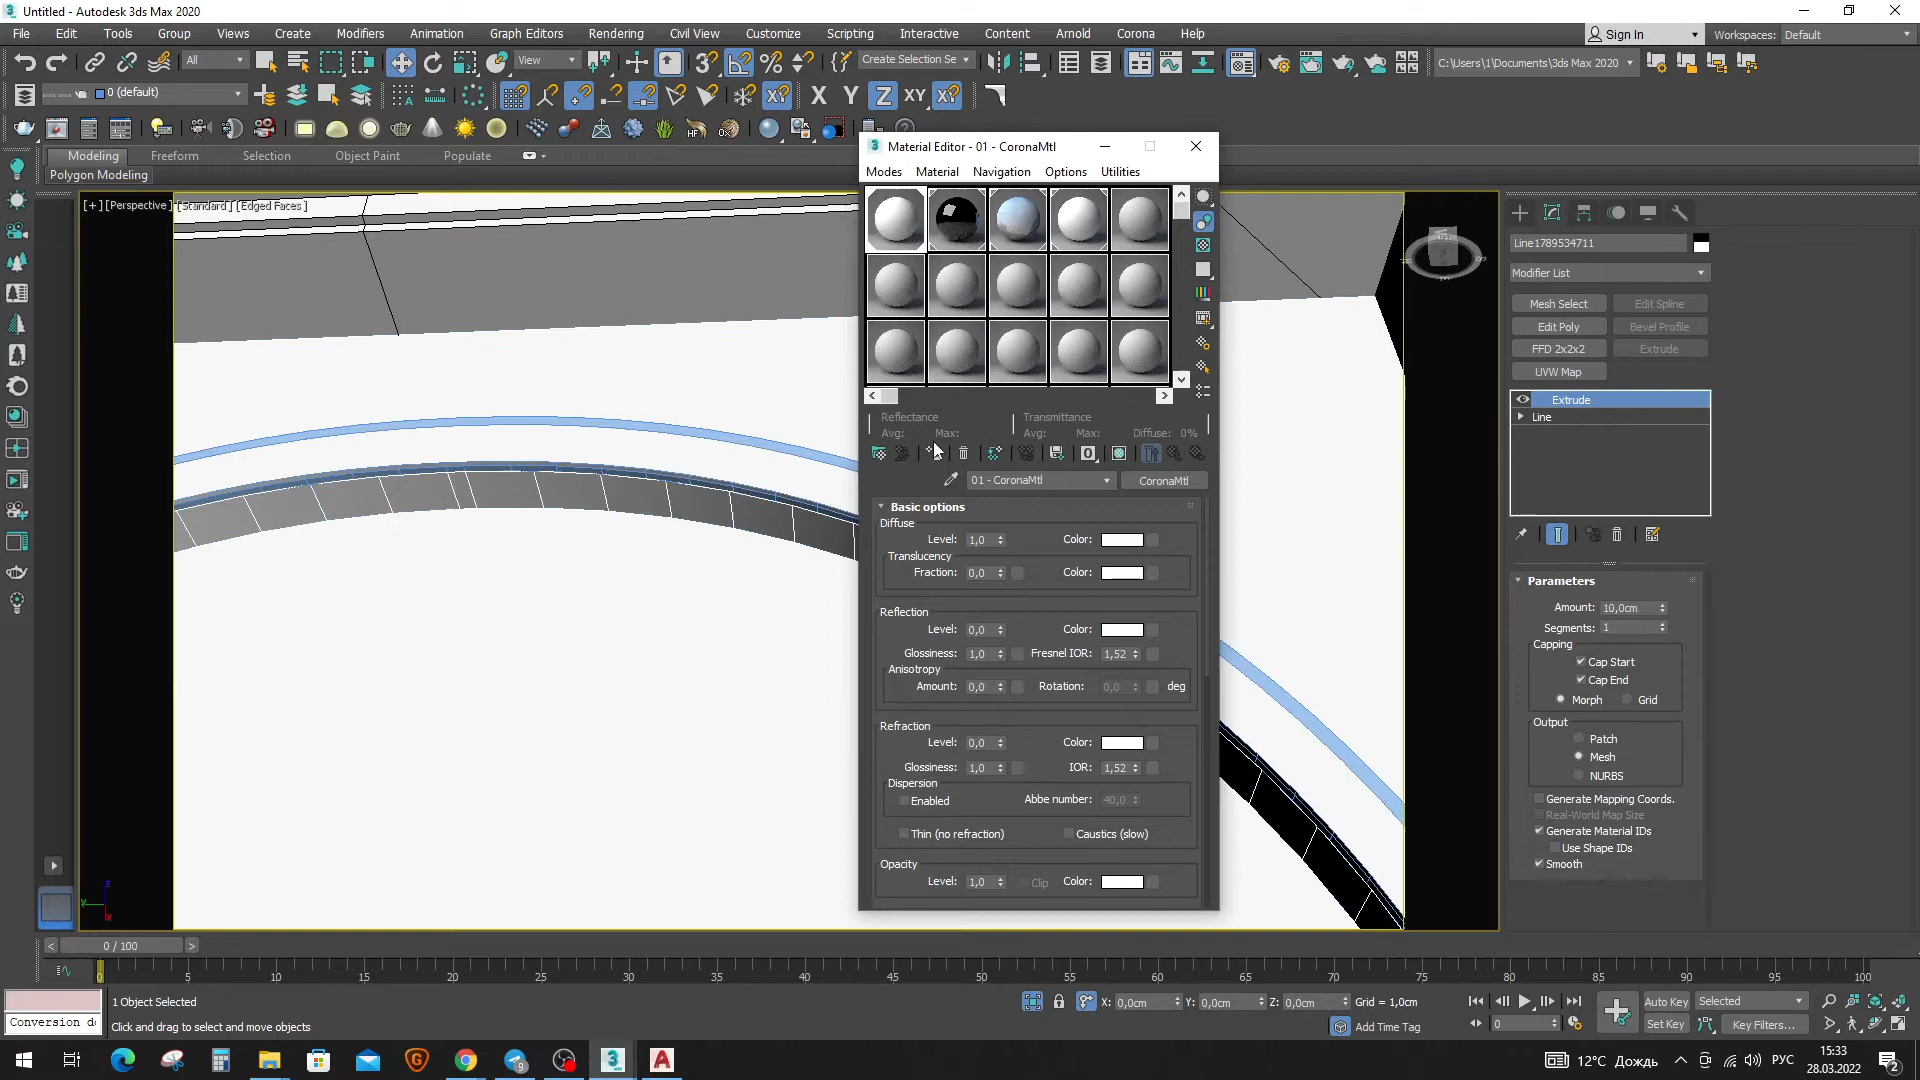 Untitled - Autodesk 3ds Max 2020
File Edit Tools Group Views Create Modifiers Animation Graph Editors Rendering Civil View Customize Scripting Interactive Content Arnold Corona Help
Sign In Workspaces: Default
All View Create Selection Se C:\Users\1\Documents\3ds Max 2020
0 (default) X Y Z XY XY
Modeling Freeform Selection Object Paint Populate
Polygon Modeling
[+] [Perspective] [Standard] [Edged Faces]
Material Editor - 01 - CoronaMtl
Modes Material Navigation Options Utilities
Reflectance Transmittance
Avg: Max: Avg: Max: Diffuse: 0%
01 - CoronaMtl CoronaMtl
Basic options
Diffuse
Level: 1,0 Color:
Translucency
Fraction: 0,0 Color:
Reflection
Level: 0,0 Color:
Glossiness: 1,0 Fresnel IOR: 1,52
Anisotropy
Amount: 0,0 Rotation: 0,0 deg
Refraction
Level: 0,0 Color:
Glossiness: 1,0 IOR: 1,52
Dispersion
Enabled Abbe number: 40,0
Thin (no refraction) Caustics (slow)
Opacity
Level: 1,0 Clip Color:
Line1789534711
Modifier List
Mesh Select Edit Spline
Edit Poly Bevel Profile
FFD 2x2x2 Extrude
UVW Map
Extrude
Line
Parameters
Amount: 10,0cm
Segments: 1
Capping
Cap Start
Cap End
Morph Grid
Output
Patch
Mesh
NURBS
Generate Mapping Coords.
Real-World Map Size
Generate Material IDs
Use Shape IDs
Smooth
0 / 100
0 5 10 15 20 25 30 35 40 45 50 55 60 65 70 75 80 85 90 95 100
1 Object Selected X: 0,0cm Y: 0,0cm Z: 0,0cm Grid = 1,0cm Auto Key Selected
Conversion d Click and drag to select and move objects Add Time Tag 0 Set Key Key Filters...
12°C Дождь РУС 15:33
28.03.2022